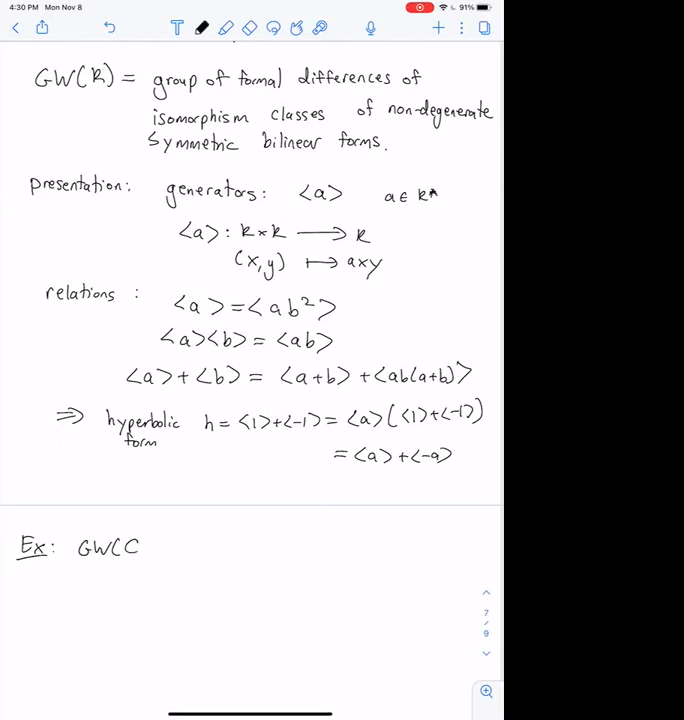 4:30 PM Mon Nov 8
91%
GW(k) = group of formal differences of
isomorphism classes of non-degenerate
symmetric bilinear forms.
presentation: generators: <a> a ∈ k*
<a>: k×k ⟶ k
(x,y) ⟼ axy
relations : <a> = <ab²>
<a><b> = <ab>
<a> + <b> = <a+b> + <ab(a+b)>
⟹ hyperbolic form h = <1> + <-1> = <a>(<1> + <-1>)
= <a> + <-a>
Ex: GW(C
7
/
9